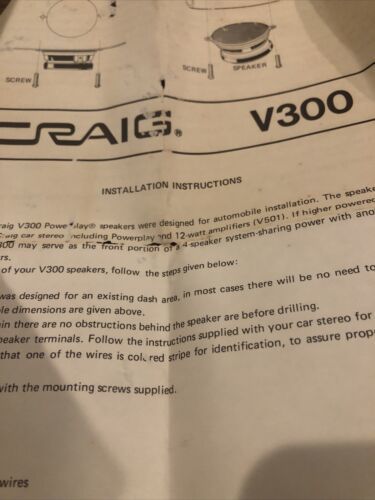 SCREW
SCREW
SPEAKER
CRAIG®
V300
INSTALLATION INSTRUCTIONS
raig V300 Powe play® speakers were designed for automobile installation. The speake
Craig car stereo including Powerplay and 12-watt amplifiers (V501). If higher powered
300 may serve as the front portion of a 4-speaker system-sharing power with ano
rs.
of your V300 speakers, follow the steps given below:
was designed for an existing dash area, in most cases there will be no need to
le dimensions are given above.
in there are no obstructions behind the speaker are before drilling.
peaker terminals. Follow the instructions supplied with your car stereo for
that one of the wires is col red stripe for identification, to assure prop
with the mounting screws supplied.
wires